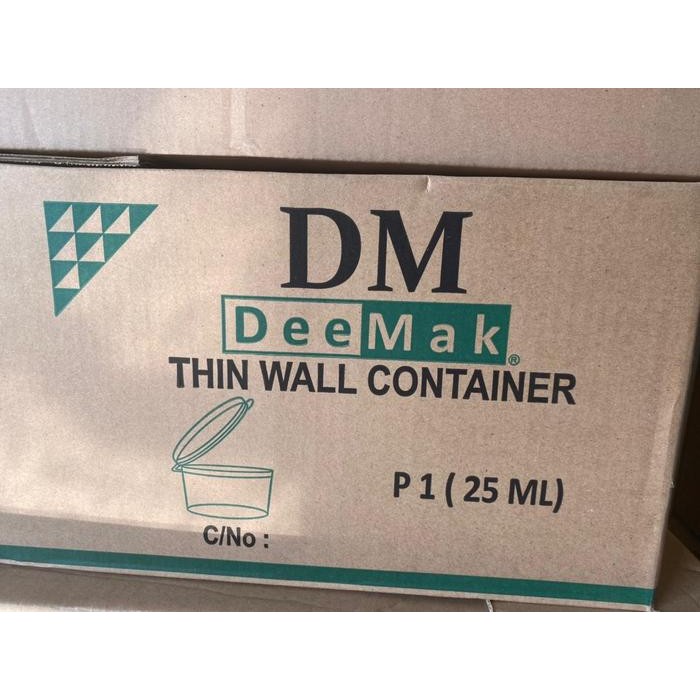 DM
DeeMak®
THIN WALL CONTAINER
P 1 ( 25 ML)
C/No :